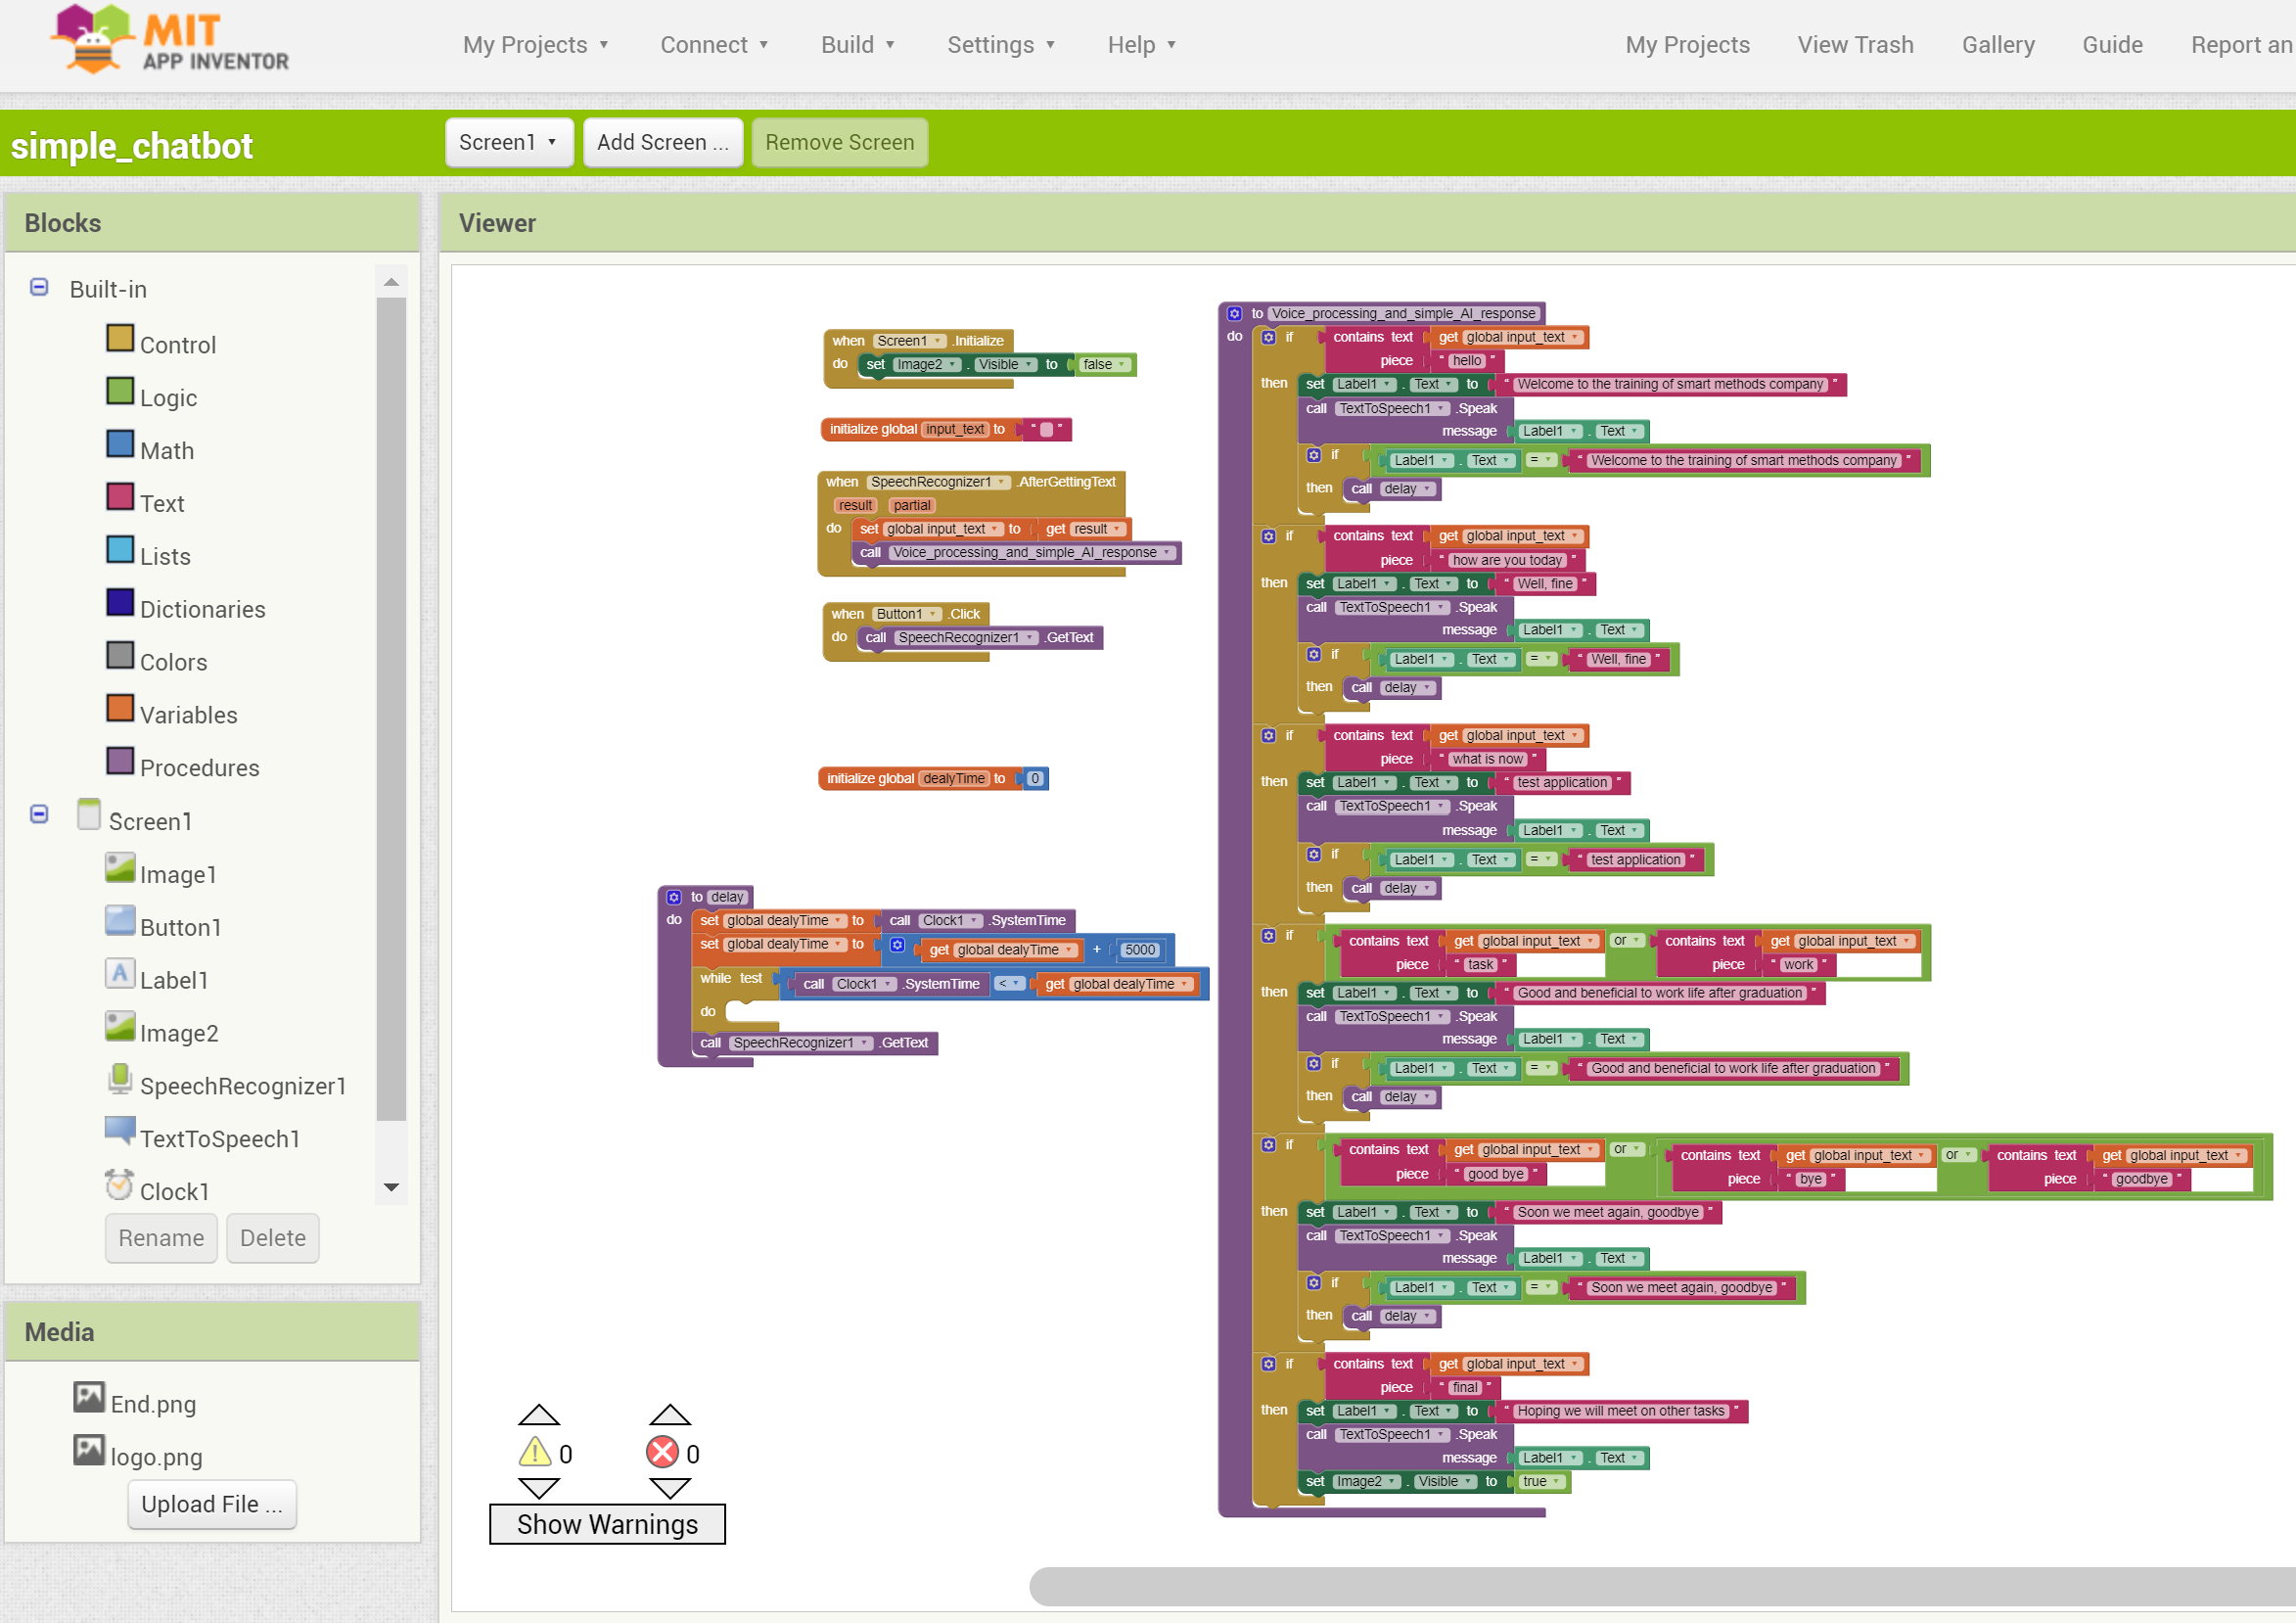 MIT
APP INVENTOR
My Projects ▾ Connect ▾ Build ▾ Settings ▾ Help ▾ My Projects View Trash Gallery Guide Report an
simple_chatbot
Screen1 ▾ Add Screen ... Remove Screen
Blocks
Built-in
Control
Logic
Math
Text
Lists
Dictionaries
Colors
Variables
Procedures
Screen1
Image1
Button1
Label1
Image2
SpeechRecognizer1
TextToSpeech1
Clock1
Rename Delete
Media
End.png
logo.png
Upload File ...
Viewer
when Screen1 .Initialize
do set Image2 . Visible to false
initialize global input_text to " "
when SpeechRecognizer1 .AfterGettingText
result partial
do set global input_text to get result
call Voice_processing_and_simple_AI_response
when Button1 .Click
do call SpeechRecognizer1 .GetText
initialize global dealyTime to 0
to delay
do set global dealyTime to call Clock1 .SystemTime
set global dealyTime to get global dealyTime + 5000
while test call Clock1 .SystemTime < get global dealyTime
do
call SpeechRecognizer1 .GetText
0 0
Show Warnings
to Voice_processing_and_simple_AI_response
do if contains text get global input_text
piece " hello "
then set Label1 . Text to " Welcome to the training of smart methods company "
call TextToSpeech1 .Speak
message Label1 . Text
if Label1 . Text = " Welcome to the training of smart methods company "
then call delay
if contains text get global input_text
piece " how are you today "
then set Label1 . Text to " Well, fine "
call TextToSpeech1 .Speak
message Label1 . Text
if Label1 . Text = " Well, fine "
then call delay
if contains text get global input_text
piece " what is now "
then set Label1 . Text to " test application "
call TextToSpeech1 .Speak
message Label1 . Text
if Label1 . Text = " test application "
then call delay
if contains text get global input_text or contains text get global input_text
piece " task " piece " work "
then set Label1 . Text to " Good and beneficial to work life after graduation "
call TextToSpeech1 .Speak
message Label1 . Text
if Label1 . Text = " Good and beneficial to work life after graduation "
then call delay
if contains text get global input_text or contains text get global input_text or contains text get global input_text
piece " good bye " piece " bye " piece " goodbye "
then set Label1 . Text to " Soon we meet again, goodbye "
call TextToSpeech1 .Speak
message Label1 . Text
if Label1 . Text = " Soon we meet again, goodbye "
then call delay
if contains text get global input_text
piece " final "
then set Label1 . Text to " Hoping we will meet on other tasks "
call TextToSpeech1 .Speak
message Label1 . Text
set Image2 . Visible to true